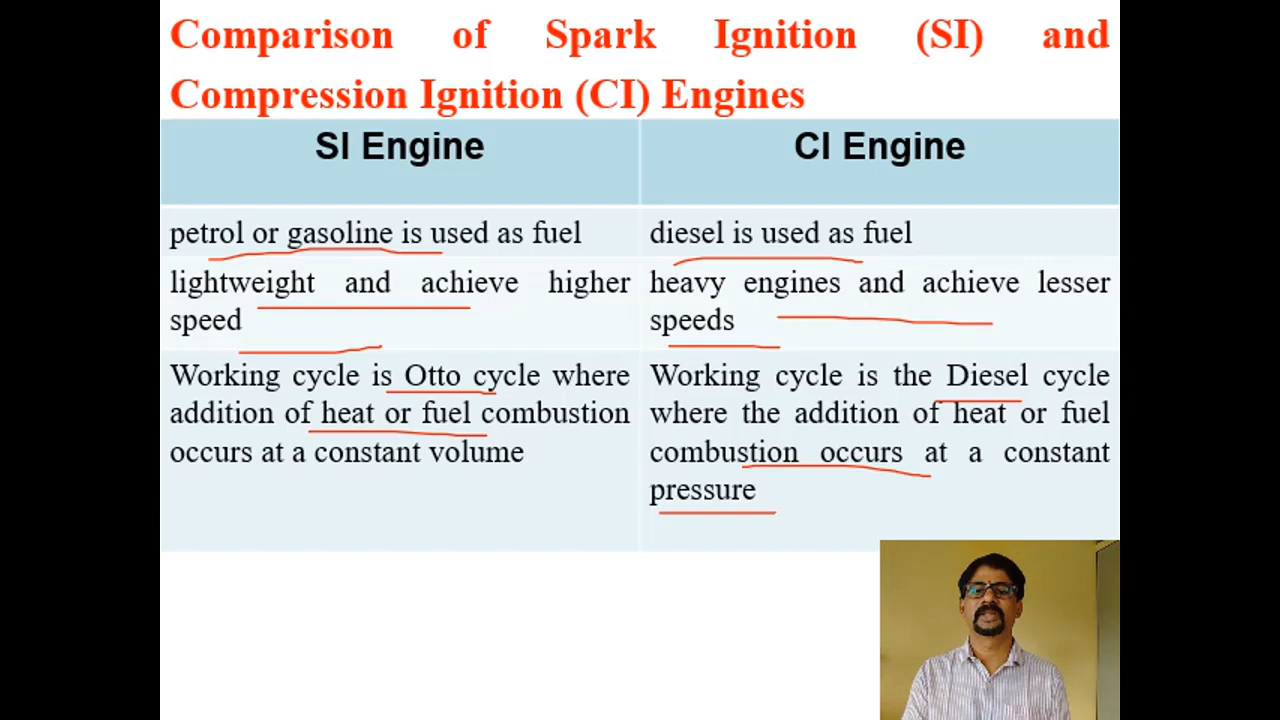 Comparison of Spark Ignition (SI) and
Compression Ignition (CI) Engines
SI Engine
CI Engine
petrol or gasoline is used as fuel
diesel is used as fuel
lightweight and achieve higher
speed
heavy engines and achieve lesser
speeds
Working cycle is Otto cycle where
addition of heat or fuel combustion
occurs at a constant volume
Working cycle is the Diesel cycle
where the addition of heat or fuel
combustion occurs at a constant
pressure